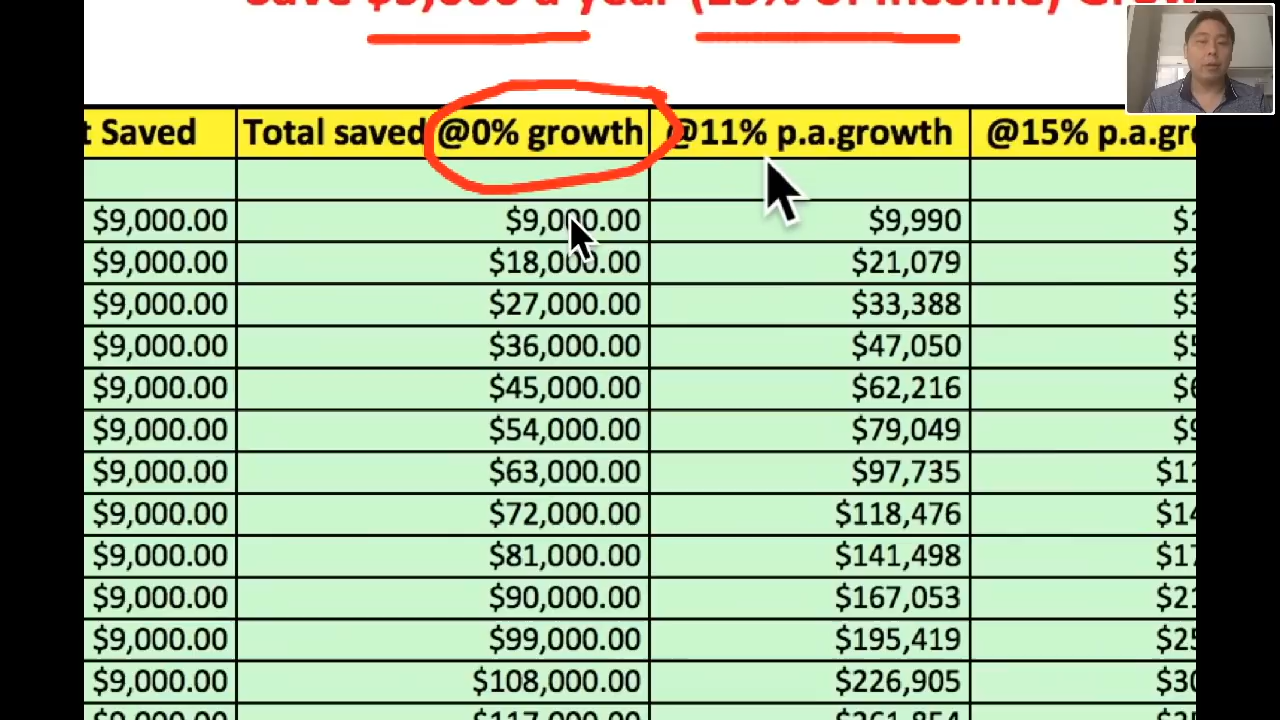 a year
t Saved Total saved @0% growth @11% p.a.growth @15% p.a.gr
$9,000.00 $9,000.00 $9,990
$9,000.00 $18,000.00 $21,079
$9,000.00 $27,000.00 $33,388
$9,000.00 $36,000.00 $47,050
$9,000.00 $45,000.00 $62,216
$9,000.00 $54,000.00 $79,049
$9,000.00 $63,000.00 $97,735
$9,000.00 $72,000.00 $118,476
$9,000.00 $81,000.00 $141,498
$9,000.00 $90,000.00 $167,053
$9,000.00 $99,000.00 $195,419
$9,000.00 $108,000.00 $226,905